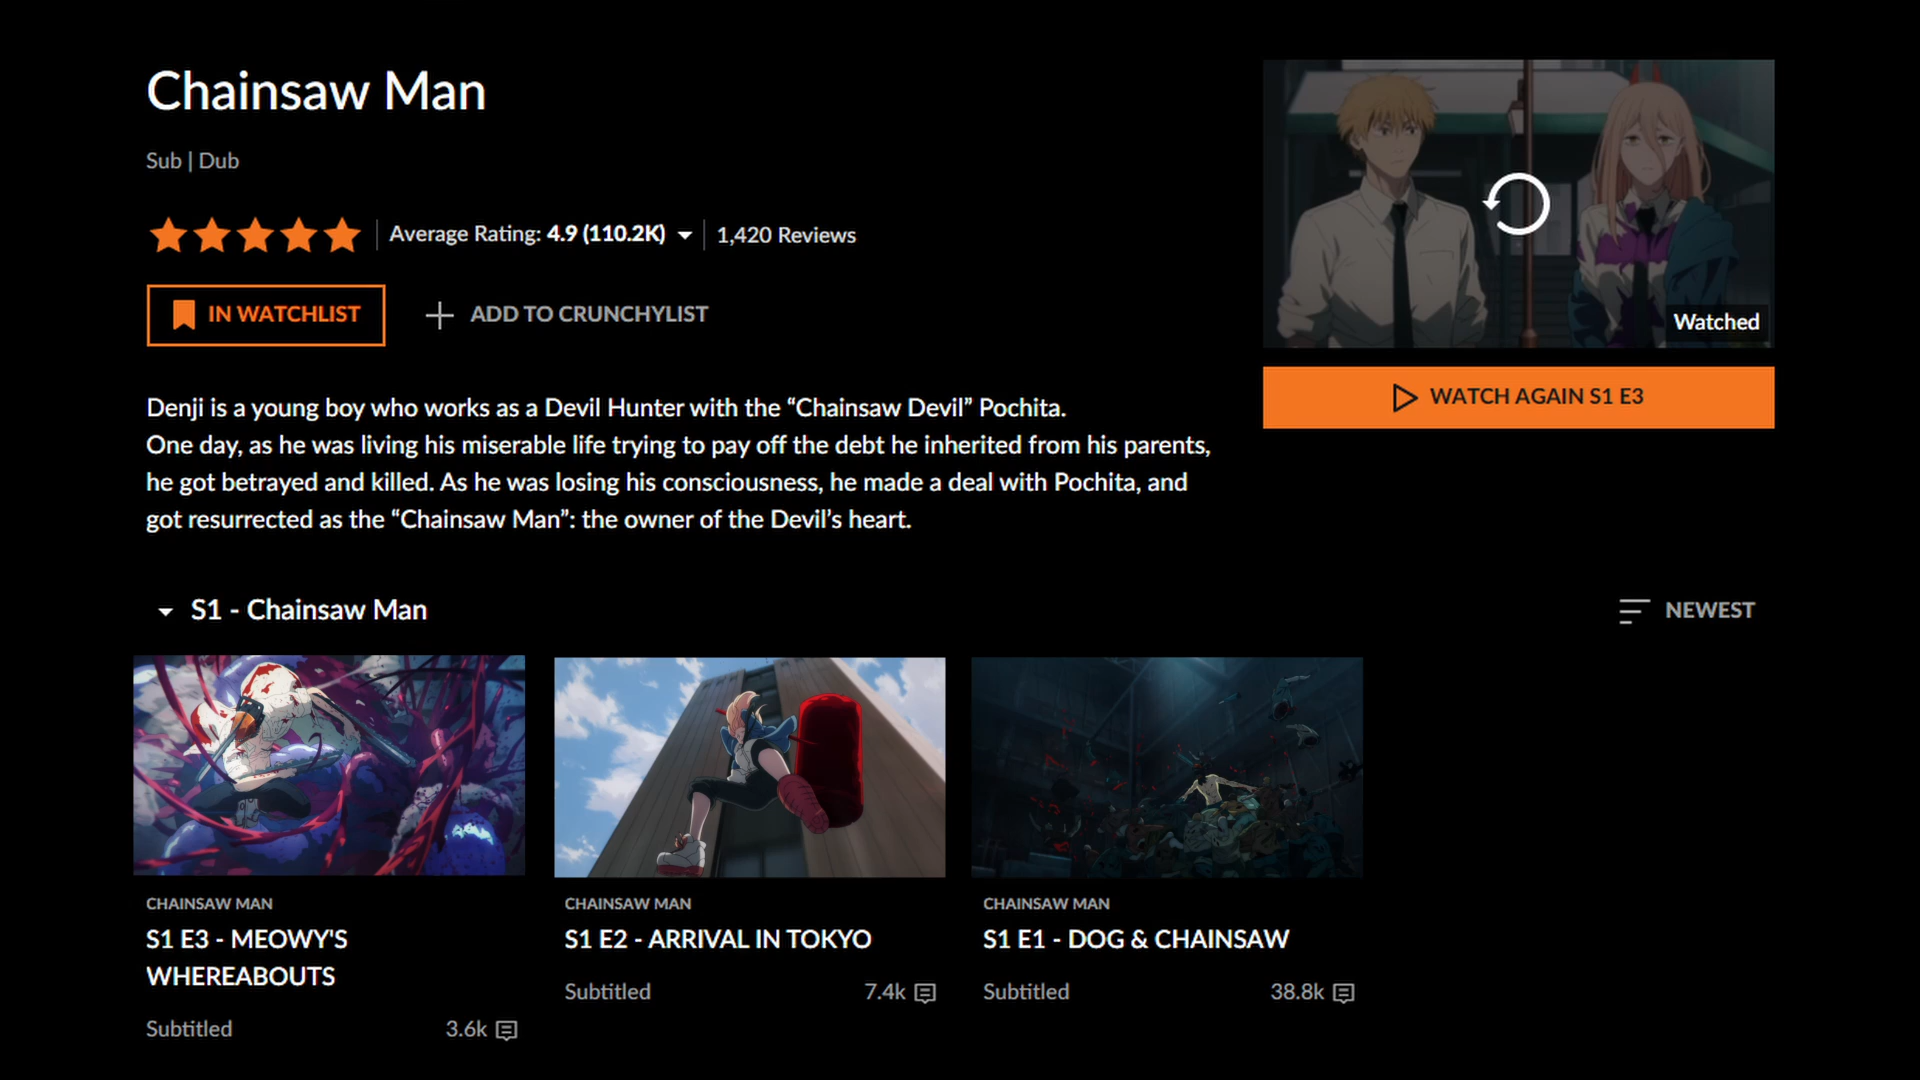 Chainsaw Man
Sub | Dub
Average Rating: 4.9 (110.2K)
1,420 Reviews
IN WATCHLIST
ADD TO CRUNCHYLIST
Denji is a young boy who works as a Devil Hunter with the “Chainsaw Devil” Pochita.
One day, as he was living his miserable life trying to pay off the debt he inherited from his parents,
he got betrayed and killed. As he was losing his consciousness, he made a deal with Pochita, and
got resurrected as the “Chainsaw Man”: the owner of the Devil’s heart.
Watched
WATCH AGAIN S1 E3
S1 - Chainsaw Man
NEWEST
CHAINSAW MAN
S1 E3 - MEOWY'S
WHEREABOUTS
Subtitled
3.6k
CHAINSAW MAN
S1 E2 - ARRIVAL IN TOKYO
Subtitled
7.4k
CHAINSAW MAN
S1 E1 - DOG & CHAINSAW
Subtitled
38.8k